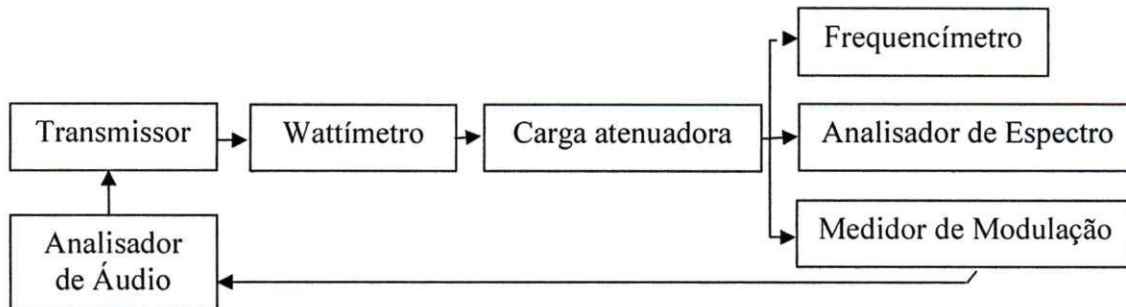 Frequencímetro
Transmissor
Wattímetro
Carga atenuadora
Analisador de Espectro
Analisador
de Áudio
Medidor de Modulação